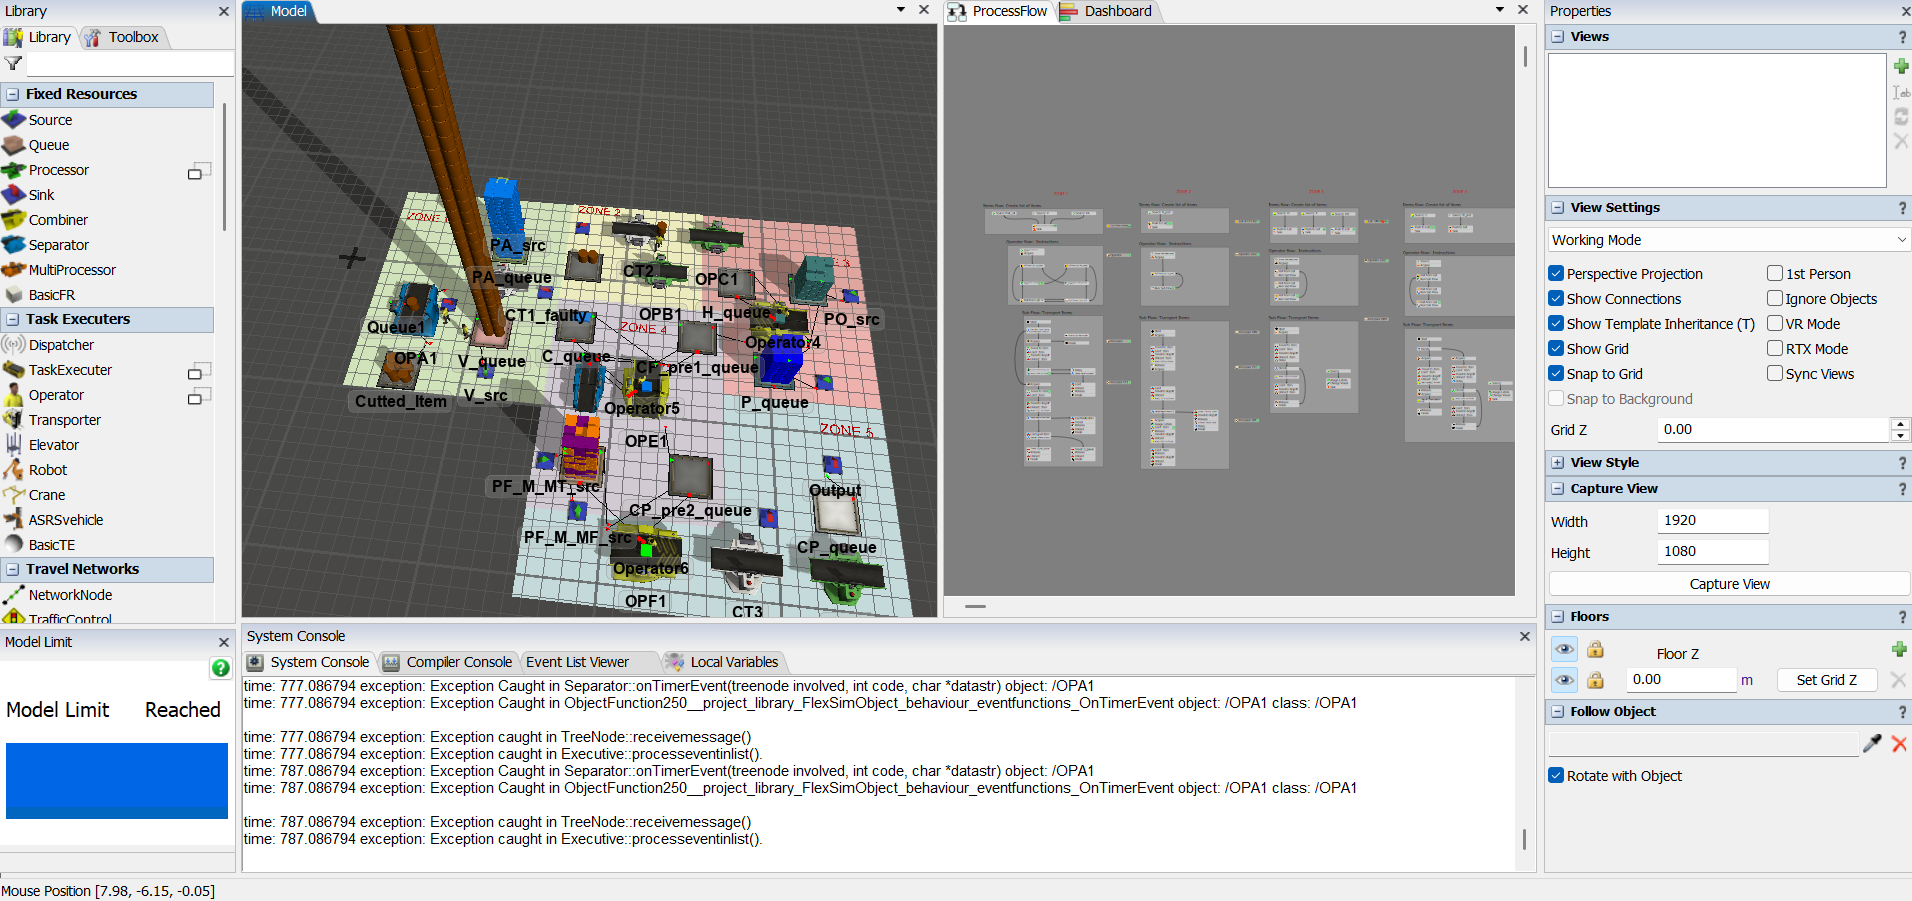 Library
Library
Toolbox
Fixed Resources
Source
Queue
Processor
Sink
Combiner
Separator
MultiProcessor
BasicFR
Task Executers
Dispatcher
TaskExecuter
Operator
Transporter
Elevator
Robot
Crane
ASRSvehicle
BasicTE
Travel Networks
NetworkNode
TrafficControl
Model Limit
Model Limit Reached
Model
ZONE 2
PA_src
PA_queue
CT2
OPC1
PO_src
Queue1
CT1_faulty
OPB1
H_queue
ZONE 4
Operator4
OPA1
V_queue
C_queue
CF_pre1_queue
Cutted_Item
V_src
Operator5
P_queue
OPE1
ZONE 5
PF_M_MT_src
Output
CP_pre2_queue
PF_M_MF_src
CP_queue
Operator6
OPF1
CT3
ProcessFlow
Dashboard
System Console
System Console
Compiler Console
Event List Viewer
Local Variables
time: 777.086794 exception: Exception Caught in Separator::onTimerEvent(treenode involved, int code, char *datastr) object: /OPA1
time: 777.086794 exception: Exception Caught in ObjectFunction250__project_library_FlexSimObject_behaviour_eventfunctions_OnTimerEvent object: /OPA1 class: /OPA1
time: 777.086794 exception: Exception caught in TreeNode::receivemessage()
time: 777.086794 exception: Exception caught in Executive::processeventinlist().
time: 787.086794 exception: Exception Caught in Separator::onTimerEvent(treenode involved, int code, char *datastr) object: /OPA1
time: 787.086794 exception: Exception Caught in ObjectFunction250__project_library_FlexSimObject_behaviour_eventfunctions_OnTimerEvent object: /OPA1 class: /OPA1
time: 787.086794 exception: Exception caught in TreeNode::receivemessage()
time: 787.086794 exception: Exception caught in Executive::processeventinlist().
Properties
Views
View Settings
Working Mode
Perspective Projection
1st Person
Show Connections
Ignore Objects
Show Template Inheritance (T)
VR Mode
Show Grid
RTX Mode
Snap to Grid
Sync Views
Snap to Background
Grid Z 0.00
View Style
Capture View
Width 1920
Height 1080
Capture View
Floors
Floor Z
0.00 m Set Grid Z
Follow Object
Rotate with Object
Mouse Position [7.98, -6.15, -0.05]